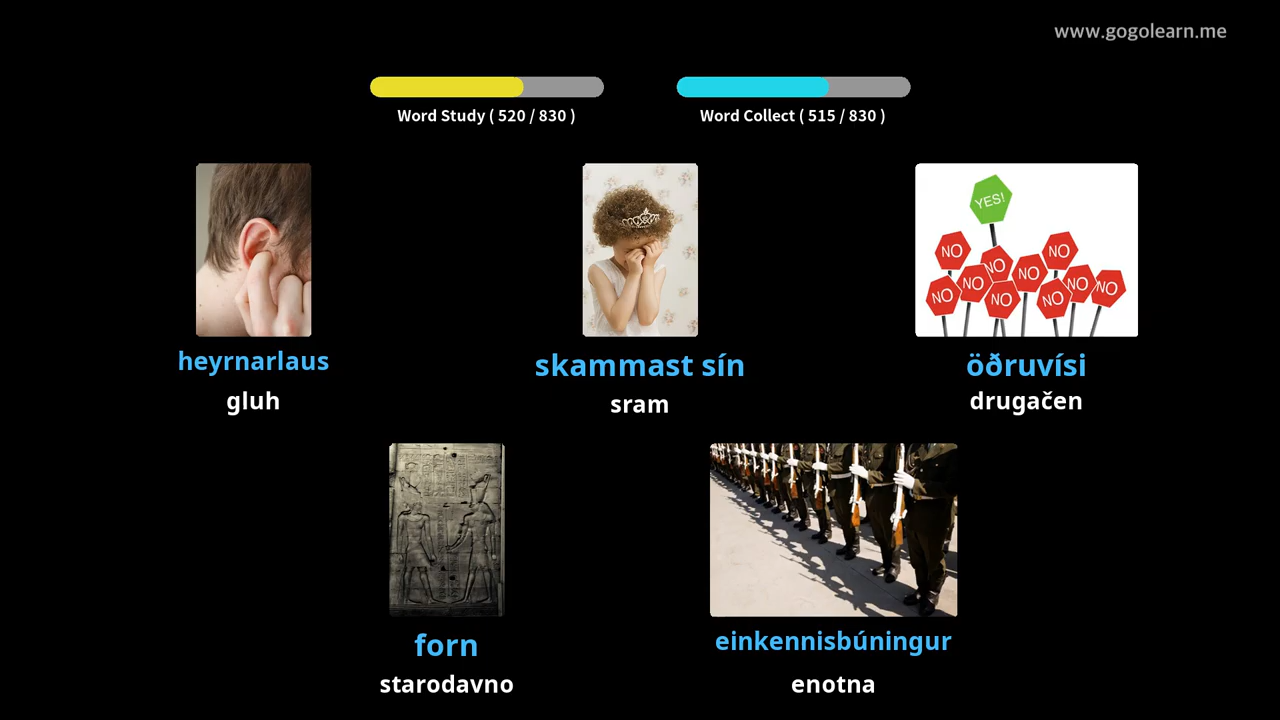 www.gogolearn.me
Word Study ( 520 / 830 )
Word Collect ( 515 / 830 )
YES!
NO
NO
NO
NO
NO
NO
NO
NO
NO
NO
heyrnarlaus
skammast sín
öðruvísi
gluh
sram
drugačen
forn
einkennisbúningur
starodavno
enotna